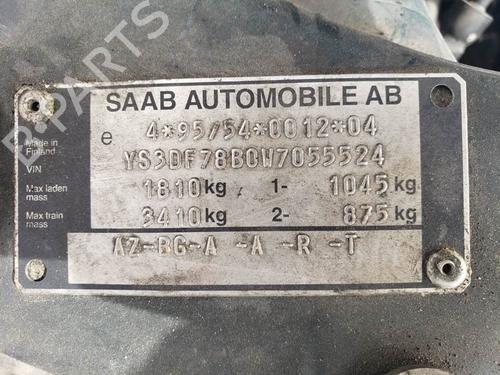 B-PARTS
SAAB AUTOMOBILE AB
e 4*95/54*0012*04
Made in Finland
VIN YS3DF78B0W7055524
Max laden mass 1810 kg 1- 1045 kg
Max train mass 3410 kg 2- 875 kg
AZ-BG-A -A -R -T